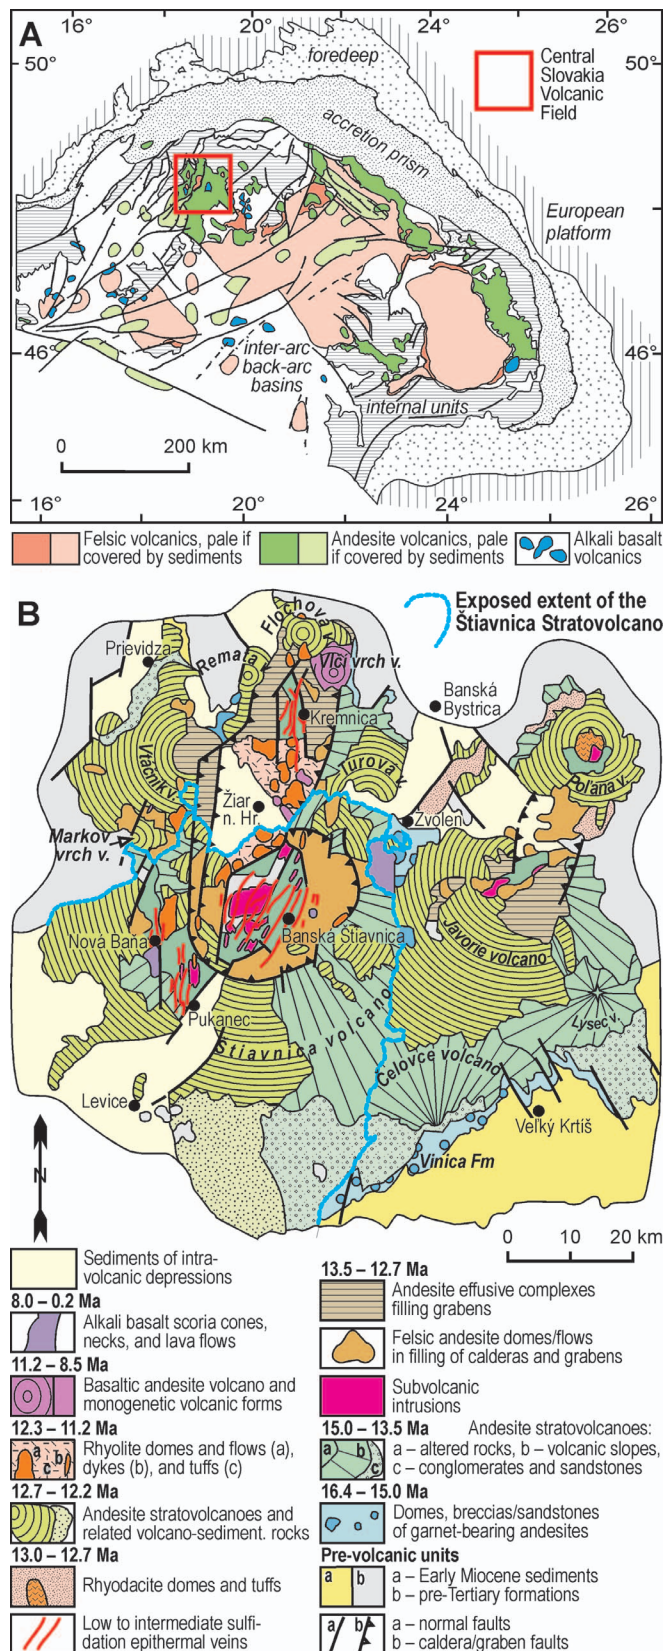 A
16°
20°
24°
50°
50°
foredeep
accretion prism
Central
Slovakia
Volcanic
Field
European
platform
46°
46°
inter-arc
back-arc
basins
internal units
0
200 km
16°
20°
24°
26°
Felsic volcanics, pale if
covered by sediments
Andesite volcanics, pale
if covered by sediments
Alkali basalt
volcanics
B
Exposed extent of the
Štiavnica Stratovolcano
Flochová v.
Prievidza
Remata v.
Vlčí vrch v.
Kremnica
Banská
Bystrica
Vtáčnik v.
Turová v.
Poľana v.
Žiar
n. Hr.
Zvolen
Markov
vrch v.
Nová Baňa
Banská Štiavnica
Javorie volcano
Pukanec
Štiavnica volcano
Lysec v.
Čelovce volcano
Levice
Veľký Krtíš
Vinica Fm
N
0
10
20 km
Sediments of intra-
volcanic depressions
8.0 – 0.2 Ma
Alkali basalt scoria cones,
necks, and lava flows
11.2 – 8.5 Ma
Basaltic andesite volcano and
monogenetic volcanic forms
12.3 – 11.2 Ma
a
b
c
Rhyolite domes and flows (a),
dykes (b), and tuffs (c)
12.7 – 12.2 Ma
Andesite stratovolcanoes and
related volcano-sediment. rocks
13.0 – 12.7 Ma
Rhyodacite domes and tuffs
Low to intermediate sulfi-
dation epithermal veins
13.5 – 12.7 Ma
Andesite effusive complexes
filling grabens
Felsic andesite domes/flows
in filling of calderas and grabens
Subvolcanic
intrusions
15.0 – 13.5 Ma Andesite stratovolcanoes:
a
b
c
a – altered rocks, b – volcanic slopes,
c – conglomerates and sandstones
16.4 – 15.0 Ma
Domes, breccias/sandstones
of garnet-bearing andesites
Pre-volcanic units
a
b
a – Early Miocene sediments
b – pre-Tertiary formations
a
b
a – normal faults
b – caldera/graben faults